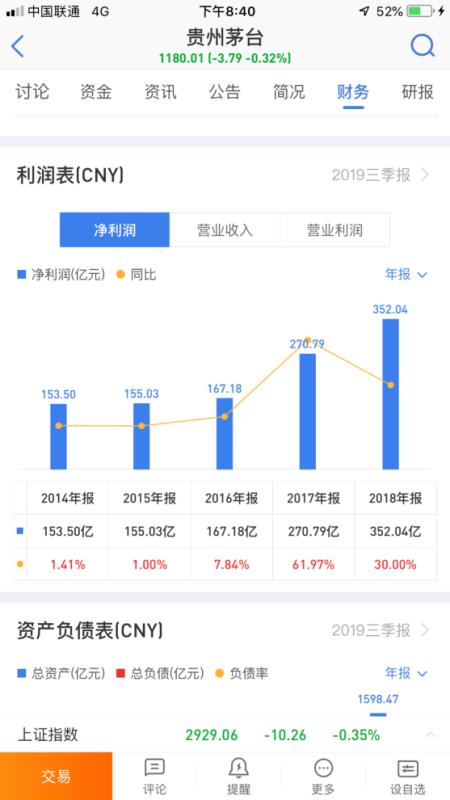 中国联通 4G 下午8:40 52%
贵州茅台
1180.01 (-3.79 -0.32%)
讨论 资金 资讯 公告 简况 财务 研报
利润表(CNY) 2019三季报
净利润 营业收入 营业利润
净利润(亿元) 同比 年报
352.04
270.79
167.18
153.50 155.03
2014年报 2015年报 2016年报 2017年报 2018年报
153.50亿 155.03亿 167.18亿 270.79亿 352.04亿
1.41% 1.00% 7.84% 61.97% 30.00%
资产负债表(CNY) 2019三季报
总资产(亿元) 总负债(亿元) 负债率 年报
1598.47
上证指数 2929.06 -10.26 -0.35%
交易 评论 提醒 更多 设自选